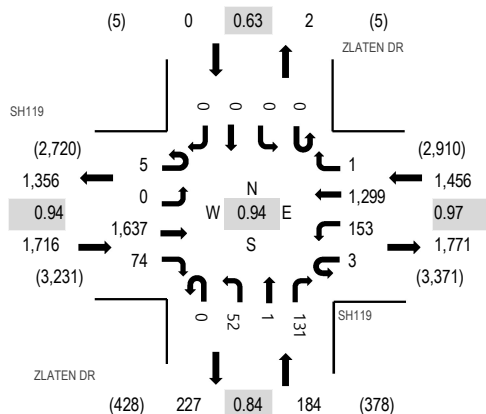 (5) 0 0.63 2 (5)
ZLATEN DR
SH119
0 0 0 0
(2,720) 5 1 (2,910)
1,356 0 N 1,299 1,456
0.94 W 0.94 E 0.97
1,716 1,637 S 153 1,771
(3,231) 74 3 (3,371)
0 52 1 131
SH119
ZLATEN DR
(428) 227 0.84 184 (378)